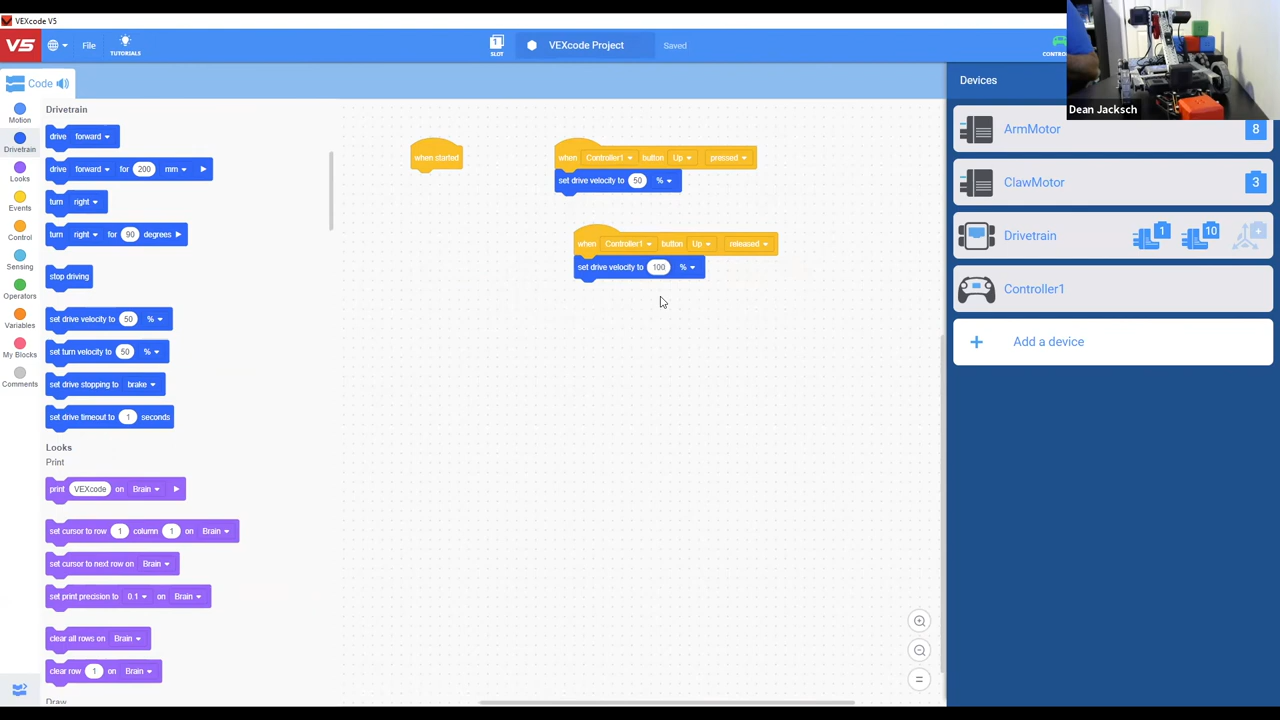 VEXcode V5
V5
File
TUTORIALS
1
SLOT
VEXcode Project
Saved
CONTRO
Dean Jacksch
Code
Motion
Drivetrain
Looks
Events
Control
Sensing
Operators
Variables
My Blocks
Comments
Drivetrain
drive forward
drive forward for 200 mm
turn right
turn right for 90 degrees
stop driving
set drive velocity to 50 %
set turn velocity to 50 %
set drive stopping to brake
set drive timeout to 1 seconds
Looks
Print
print VEXcode on Brain
set cursor to row 1 column 1 on Brain
set cursor to next row on Brain
set print precision to 0.1 on Brain
clear all rows on Brain
clear row 1 on Brain
Draw
when started
when Controller1 button Up pressed
set drive velocity to 50 %
when Controller1 button Up released
set drive velocity to 100 %
Devices
ArmMotor 8
ClawMotor 3
Drivetrain 1 10
Controller1
Add a device